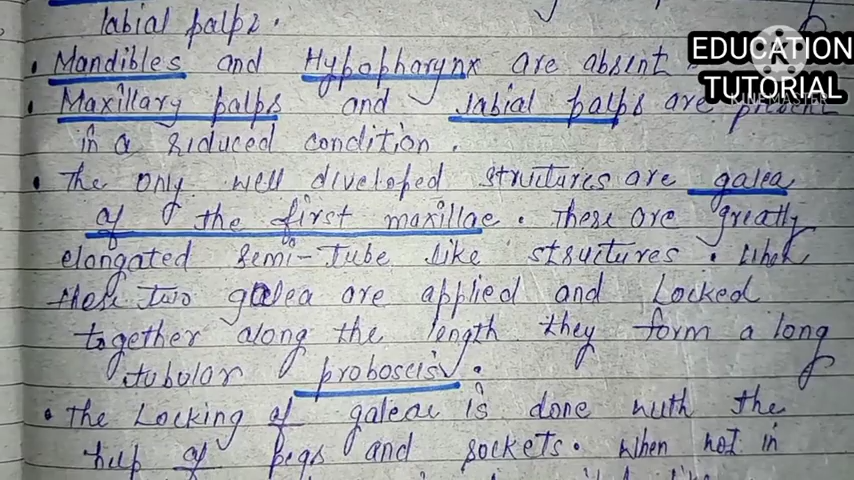 labial palps.
EDUCATION
TUTORIAL
KINEMASTER
• Mandibles and Hypopharynx are absent.
• Maxillary palps and labial palps are present
in a reduced condition.
• The only well diveloped structures are galea
of the first maxillae. These are greatly
elongated semi-Tube like structures. When
these two galea are applied and Locked
together along the length they form a long
tubular proboscis.
• The Locking of galeae is done with the
help of pegs and sockets. When not in